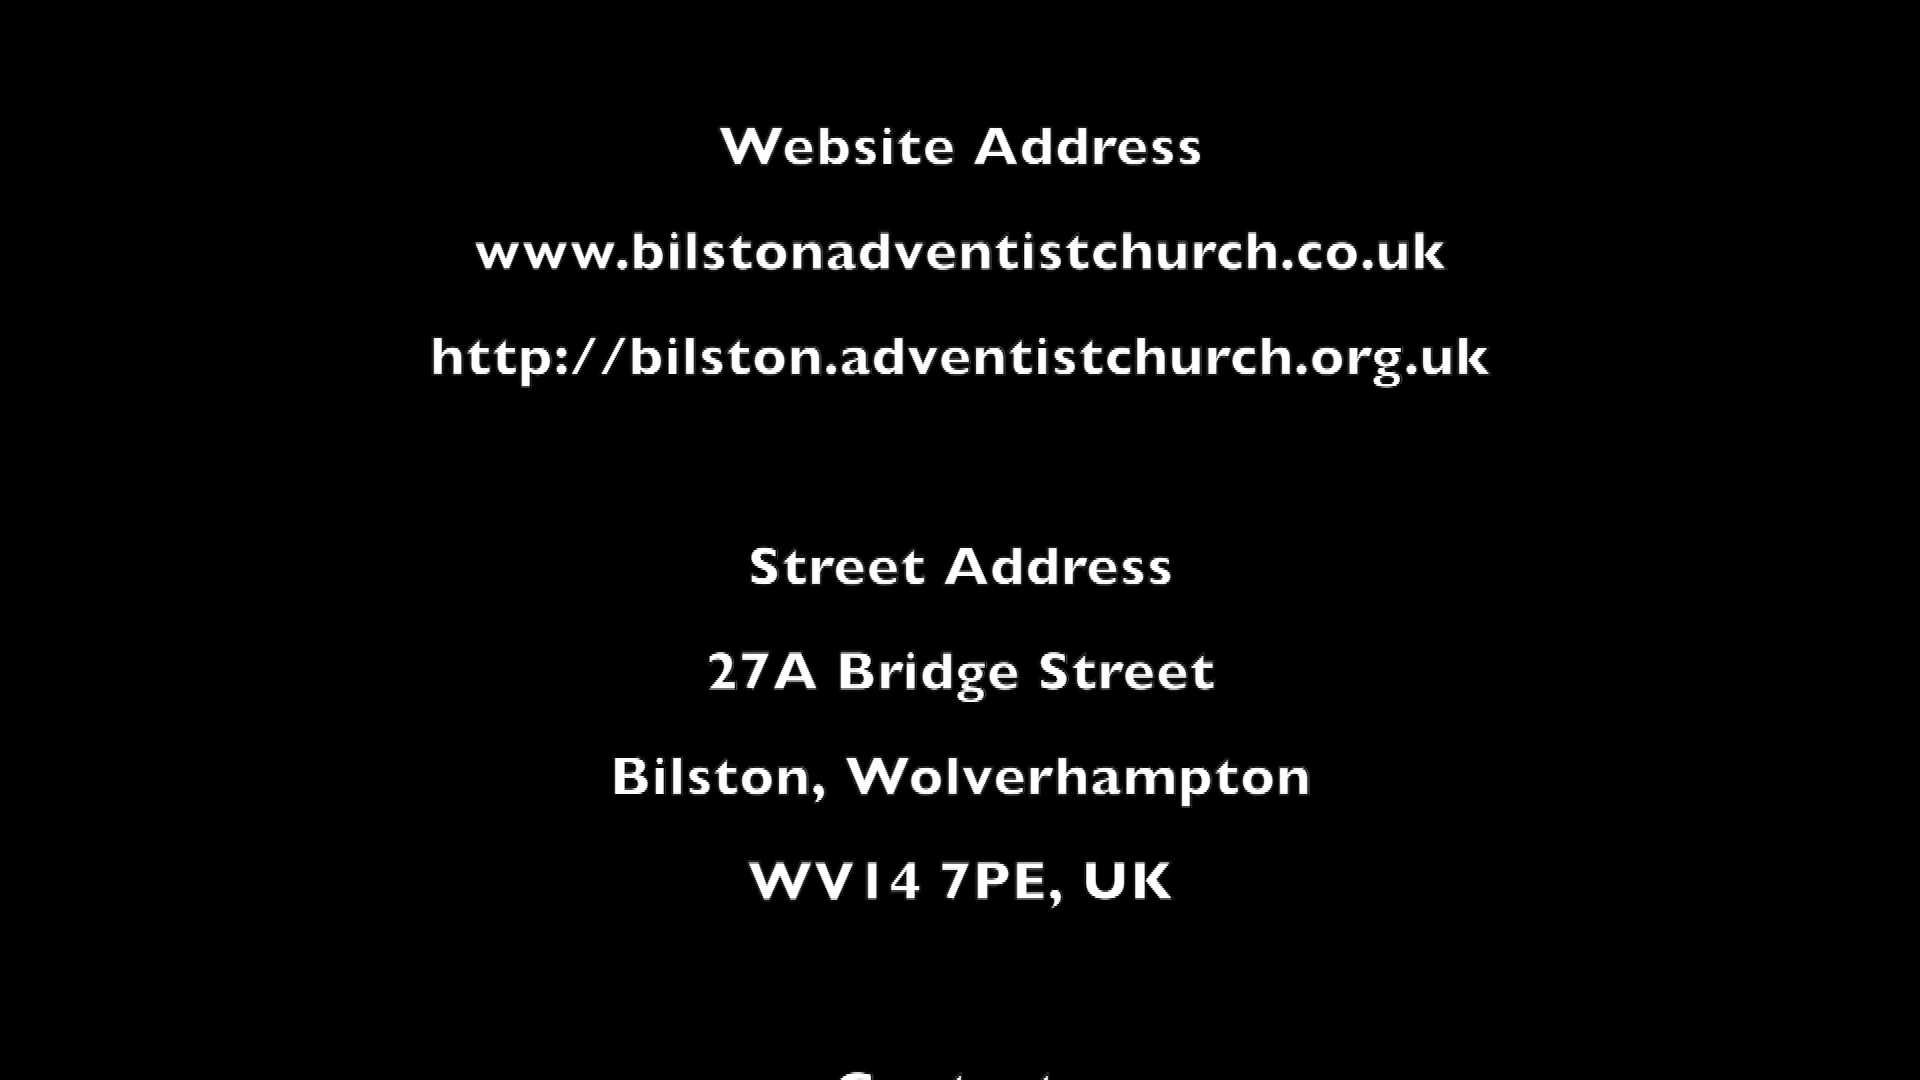 Website Address
www.bilstonadventistchurch.co.uk
http://bilston.adventistchurch.org.uk
Street Address
27A Bridge Street
Bilston, Wolverhampton
WV14 7PE, UK